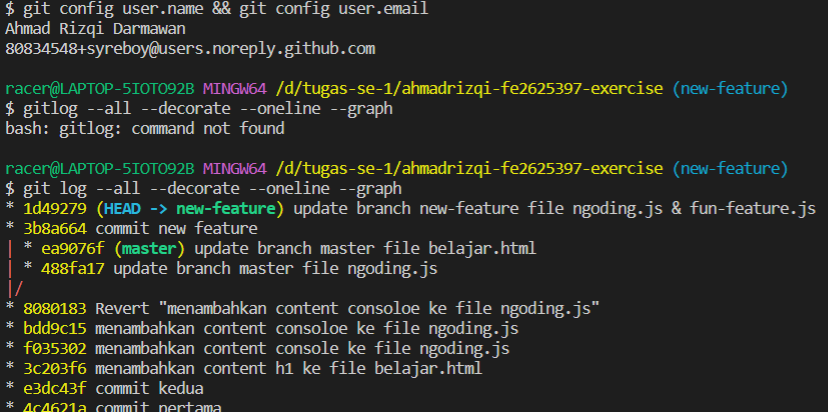 $ git config user.name && git config user.email
Ahmad Rizqi Darmawan
80834548+syreboy@users.noreply.github.com
racer@LAPTOP-5IOTO92B MINGW64 /d/tugas-se-1/ahmadrizqi-fe2625397-exercise (new-feature)
$ gitlog --all --decorate --oneline --graph
bash: gitlog: command not found
racer@LAPTOP-5IOTO92B MINGW64 /d/tugas-se-1/ahmadrizqi-fe2625397-exercise (new-feature)
$ git log --all --decorate --oneline --graph
* 1d49279 (HEAD -> new-feature) update branch new-feature file ngoding.js & fun-feature.js
* 3b8a664 commit new feature
| * ea9076f (master) update branch master file belajar.html
| * 488fa17 update branch master file ngoding.js
|/
* 8080183 Revert "menambahkan content consoloe ke file ngoding.js"
* bdd9c15 menambahkan content consoloe ke file ngoding.js
* f035302 menambahkan content console ke file ngoding.js
* 3c203f6 menambahkan content h1 ke file belajar.html
* e3dc43f commit kedua
* 4c4621a commit pertama